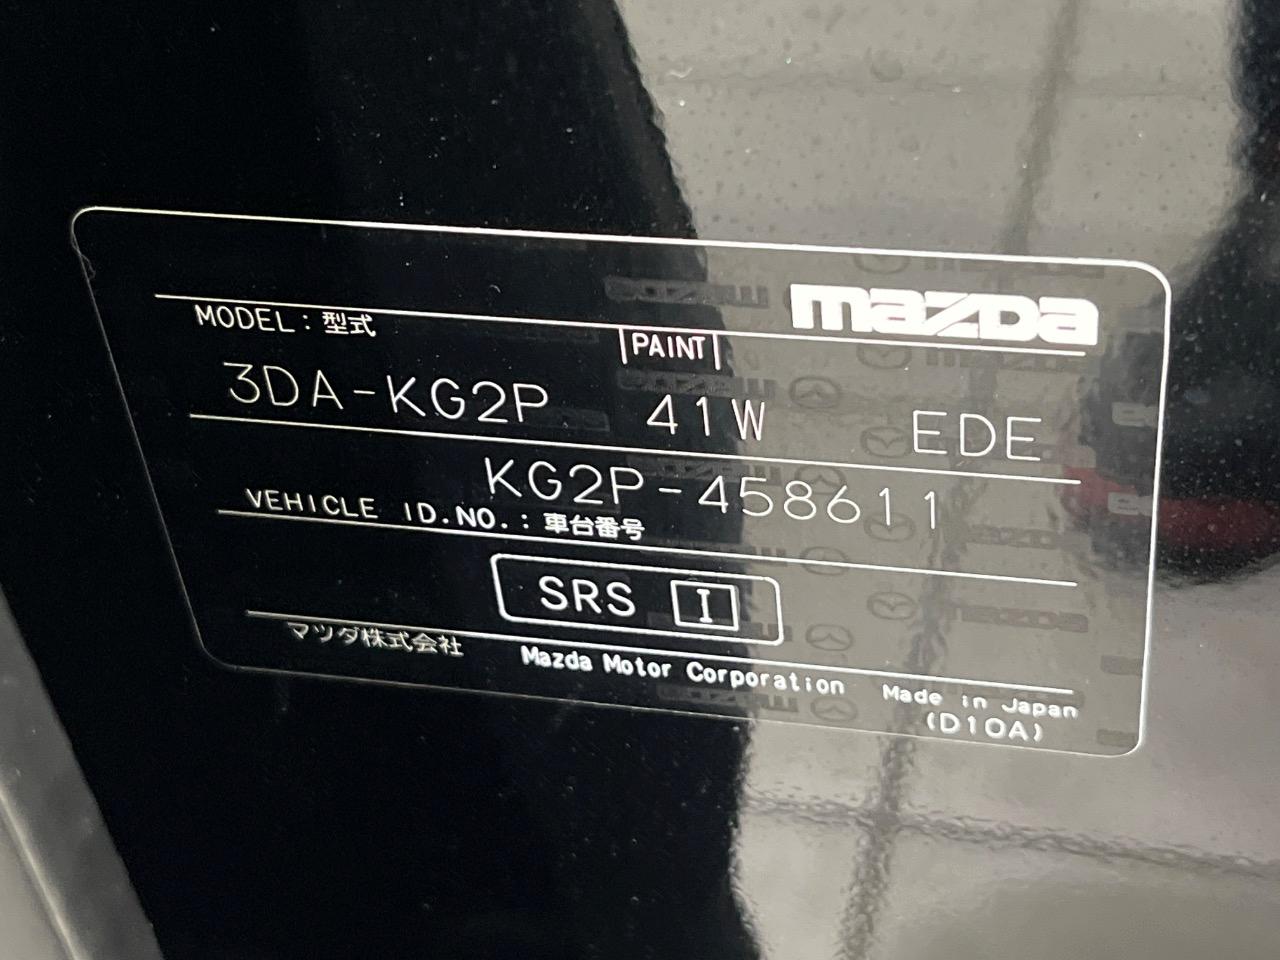 mazda
MODEL : 型式
PAINT
3DA-KG2P 41W EDE
KG2P-458611
VEHICLE ID.NO. : 車台番号
SRS I
マツダ株式会社 Mazda Motor Corporation Made in Japan
(D10A)